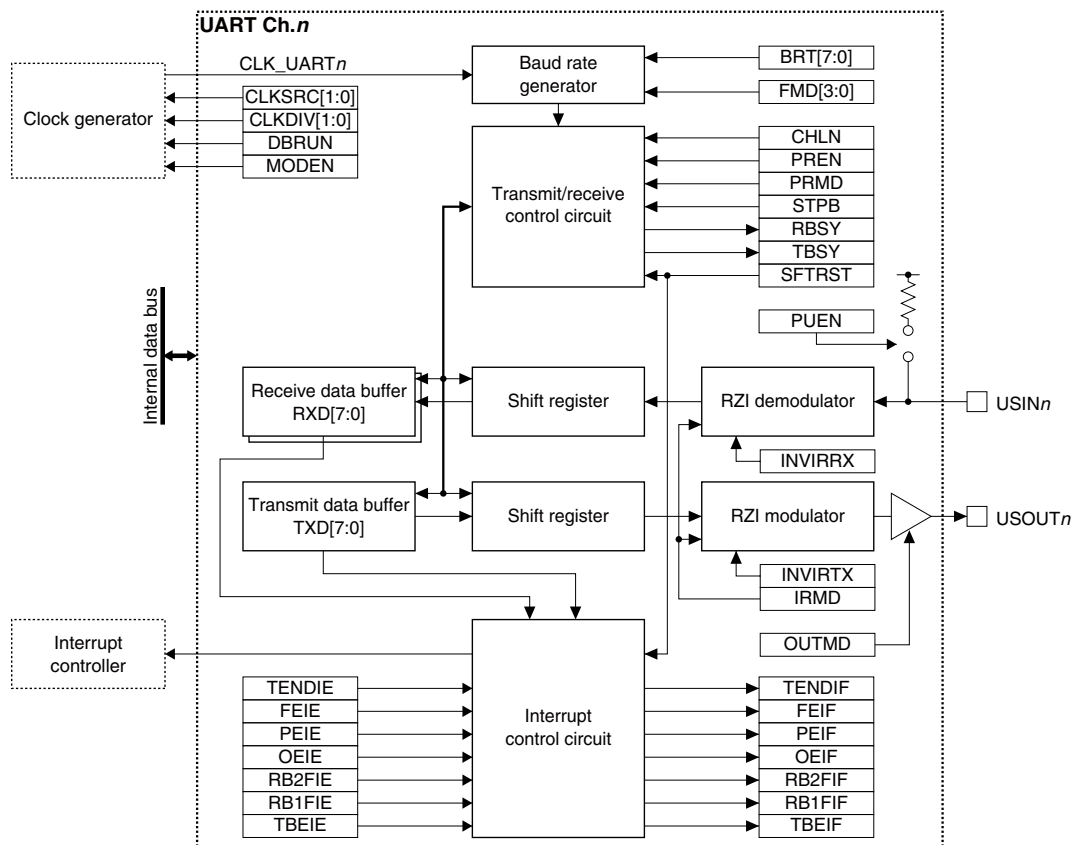 UART Ch.n
CLK_UARTn
Clock generator
CLKSRC[1:0]
CLKDIV[1:0]
DBRUN
MODEN
Baud rate
generator
BRT[7:0]
FMD[3:0]
Transmit/receive
control circuit
CHLN
PREN
PRMD
STPB
RBSY
TBSY
SFTRST
PUEN
Internal data bus
Receive data buffer
RXD[7:0]
Shift register
RZI demodulator
USINn
INVIRRX
Transmit data buffer
TXD[7:0]
Shift register
RZI modulator
USOUTn
INVIRTX
IRMD
OUTMD
Interrupt
controller
Interrupt
control circuit
TENDIE
FEIE
PEIE
OEIE
RB2FIE
RB1FIE
TBEIE
TENDIF
FEIF
PEIF
OEIF
RB2FIF
RB1FIF
TBEIF